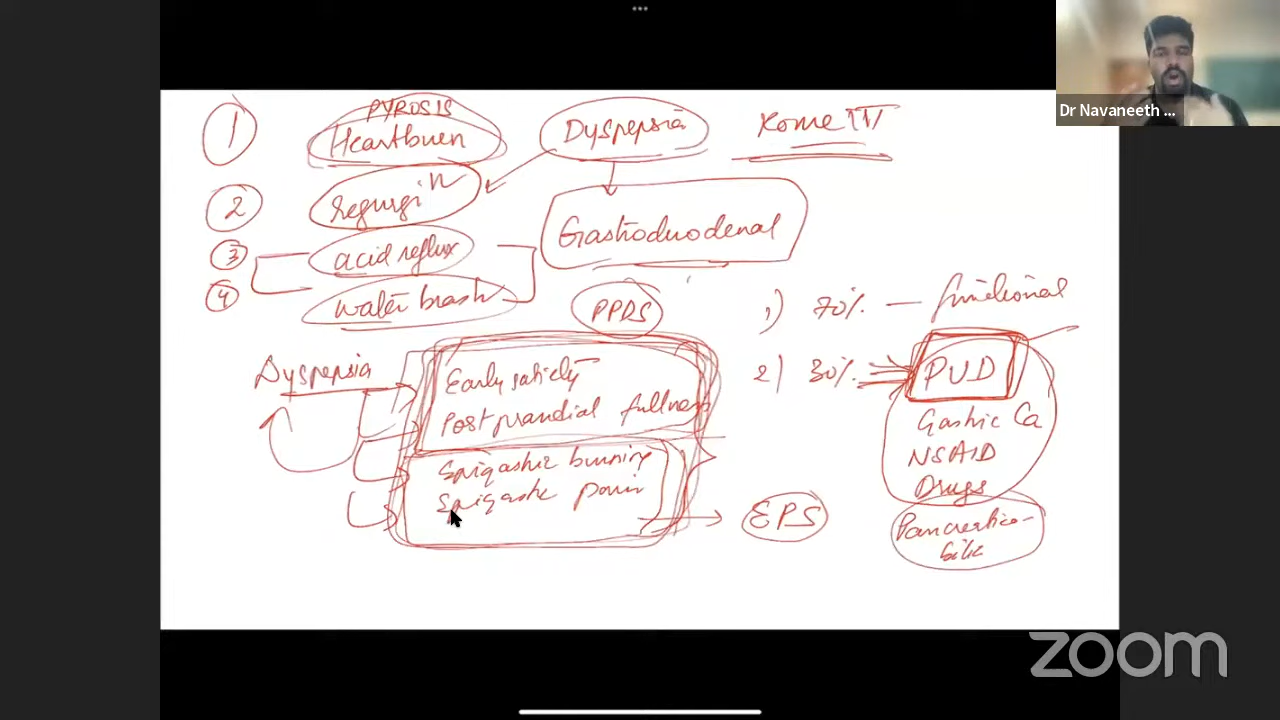 Dr Navaneeth ...
1
PYROSIS
Heartburn
Dyspepsia
Rome III
2
regurgi^n
Gastroduodenal
3
acid reflux
4
water brash
PPDS
1) 70% — functional
Dyspepsia
Early satiety
Postprandial fullness
2) 30%
PUD
Gastric Ca
NSAID
Drugs
Epigastric burning
Epigastic pain
EPS
Pancreatico-
bilic
zoom